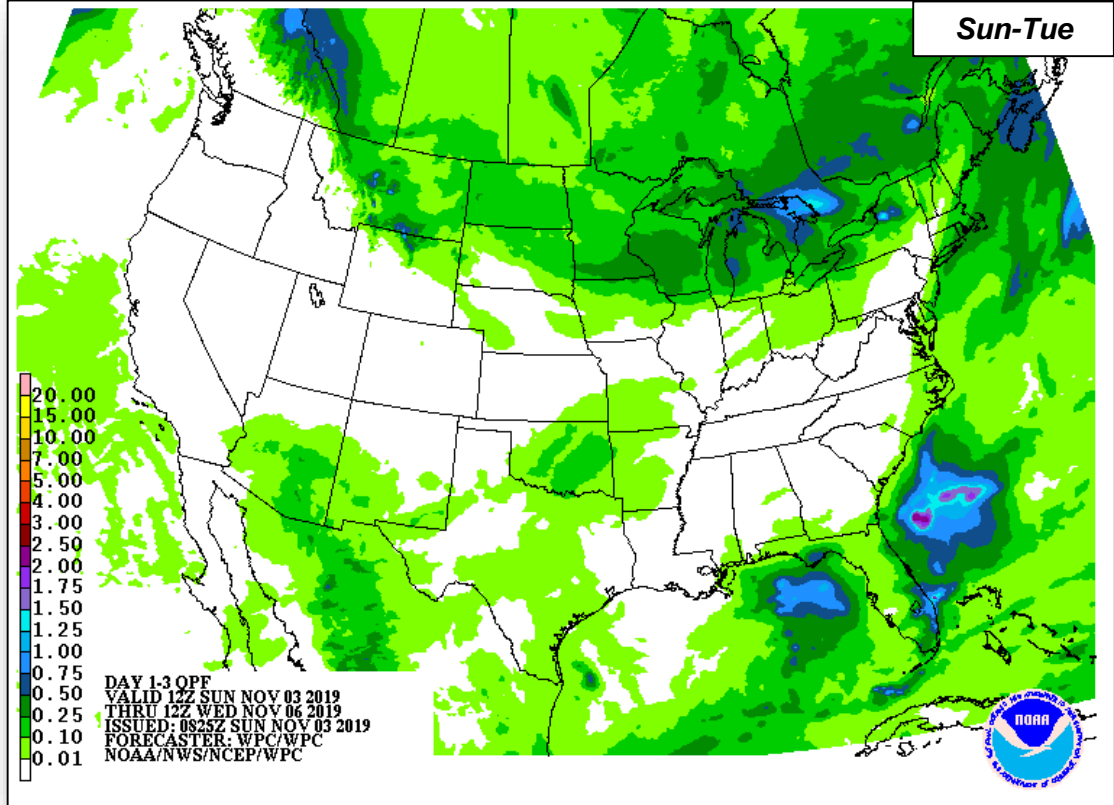 Sun-Tue
20.00
15.00
10.00
7.00
5.00
4.00
3.00
2.50
2.00
1.75
1.50
1.25
1.00
0.75
0.50
0.25
0.10
0.01
DAY 1-3 QPF
VALID 12Z SUN NOV 03 2019
THRU 12Z WED NOV 06 2019
ISSUED: 0825Z SUN NOV 03 2019
FORECASTER: WPC/WPC
NOAA/NWS/NCEP/WPC
NOAA